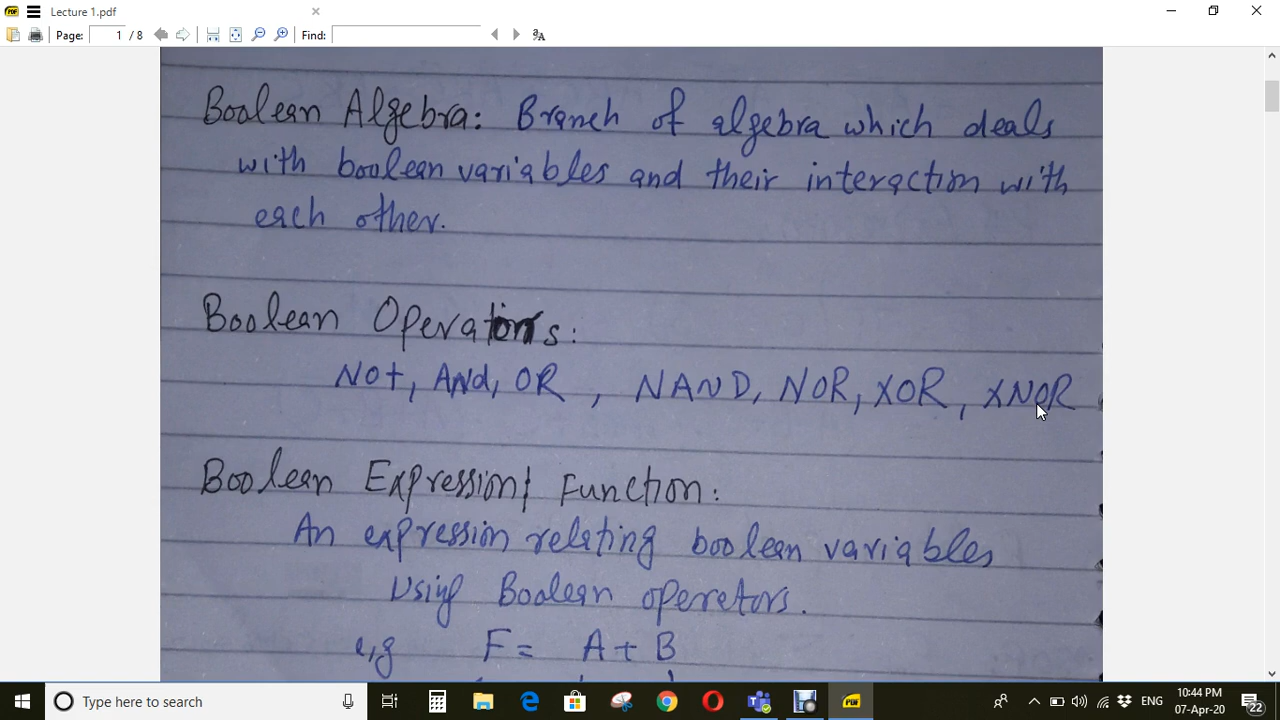 Lecture 1.pdf
Page: 1 / 8 Find:
Boolean Algebra: Branch of algebra which deals
with boolean variables and their interaction with
each other.
Boolean Operators:
NOt, ANd, OR , NAND, NOR, XOR, XNOR
Boolean Expression/ Function:
An expression relating boolean variables
Using Boolean operetors.
e,g F = A + B
Type here to search
ENG
10:44 PM
07-Apr-20
22